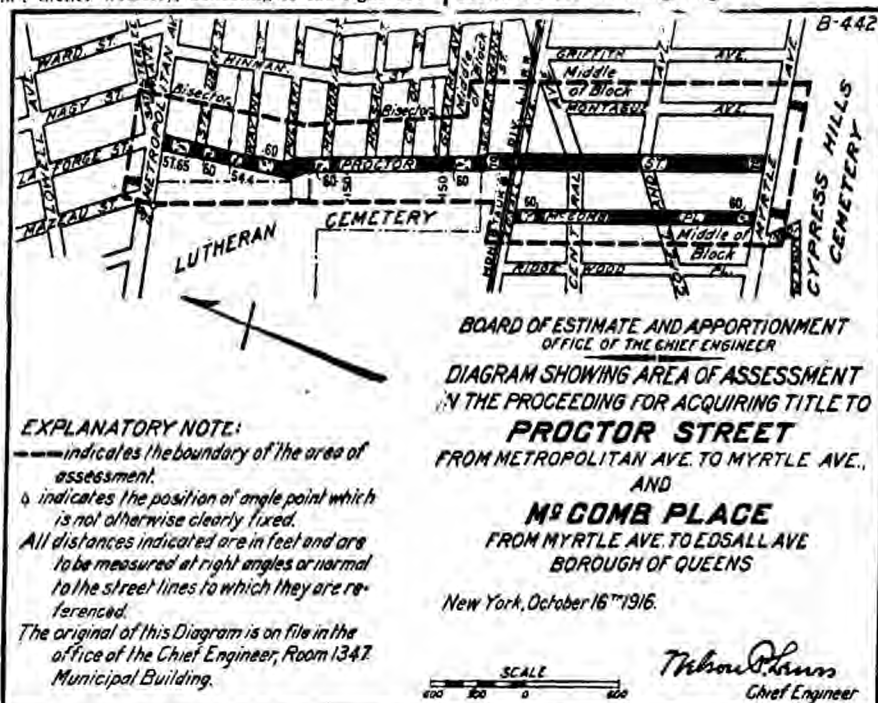 B-442
WARD ST.
NAGY ST.
LA FORGE ST.
MAZEAU ST.
METROPOLITAN AVE.
HINMAN ST.
Bisector
Bisector
Middle
of Block
GRIFFITH AVE.
Middle
of Block
MONTAGUE AVE.
PROCTOR ST.
57.65
60
54.4
60
60
150
150
60
60
MCCOMB PL.
60
Middle of
Block
RIDGEWOOD PL.
CENTRAL
MYRTLE AVE.
CYPRESS HILLS
CEMETERY
LUTHERAN
CEMETERY
BOARD OF ESTIMATE AND APPORTIONMENT
OFFICE OF THE CHIEF ENGINEER
DIAGRAM SHOWING AREA OF ASSESSMENT
IN THE PROCEEDING FOR ACQUIRING TITLE TO
PROCTOR STREET
FROM METROPOLITAN AVE. TO MYRTLE AVE.,
AND
McCOMB PLACE
FROM MYRTLE AVE. TO EDSALL AVE
BOROUGH OF QUEENS
New York, October 16TH 1916.
EXPLANATORY NOTE:
indicates the boundary of the area of
assessment.
indicates the position of angle point which
is not otherwise clearly fixed.
All distances indicated are in feet and are
to be measured at right angles or normal
to the street lines to which they are re-
ferenced.
The original of this Diagram is on file in the
office of the Chief Engineer, Room 1347
Municipal Building.
SCALE
600 300 0 600
Nelson P. Lewis
Chief Engineer